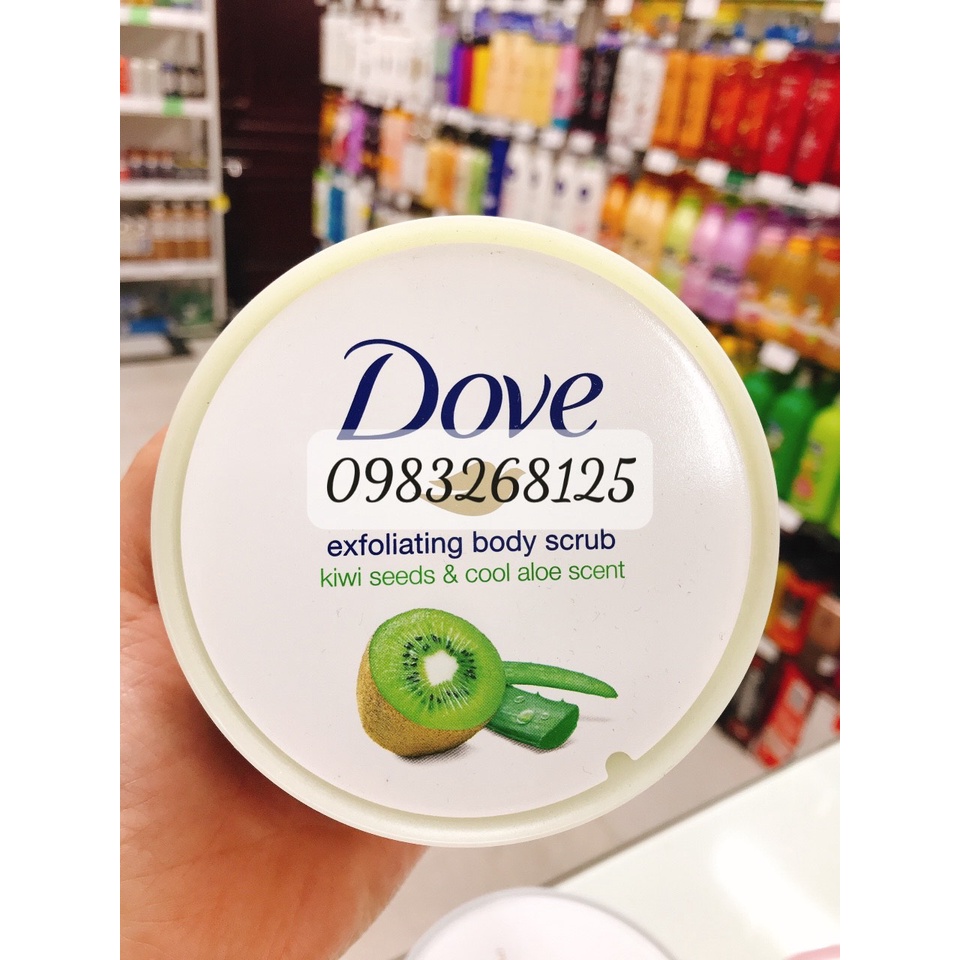 Dove
0983268125
exfoliating body scrub
kiwi seeds & cool aloe scent